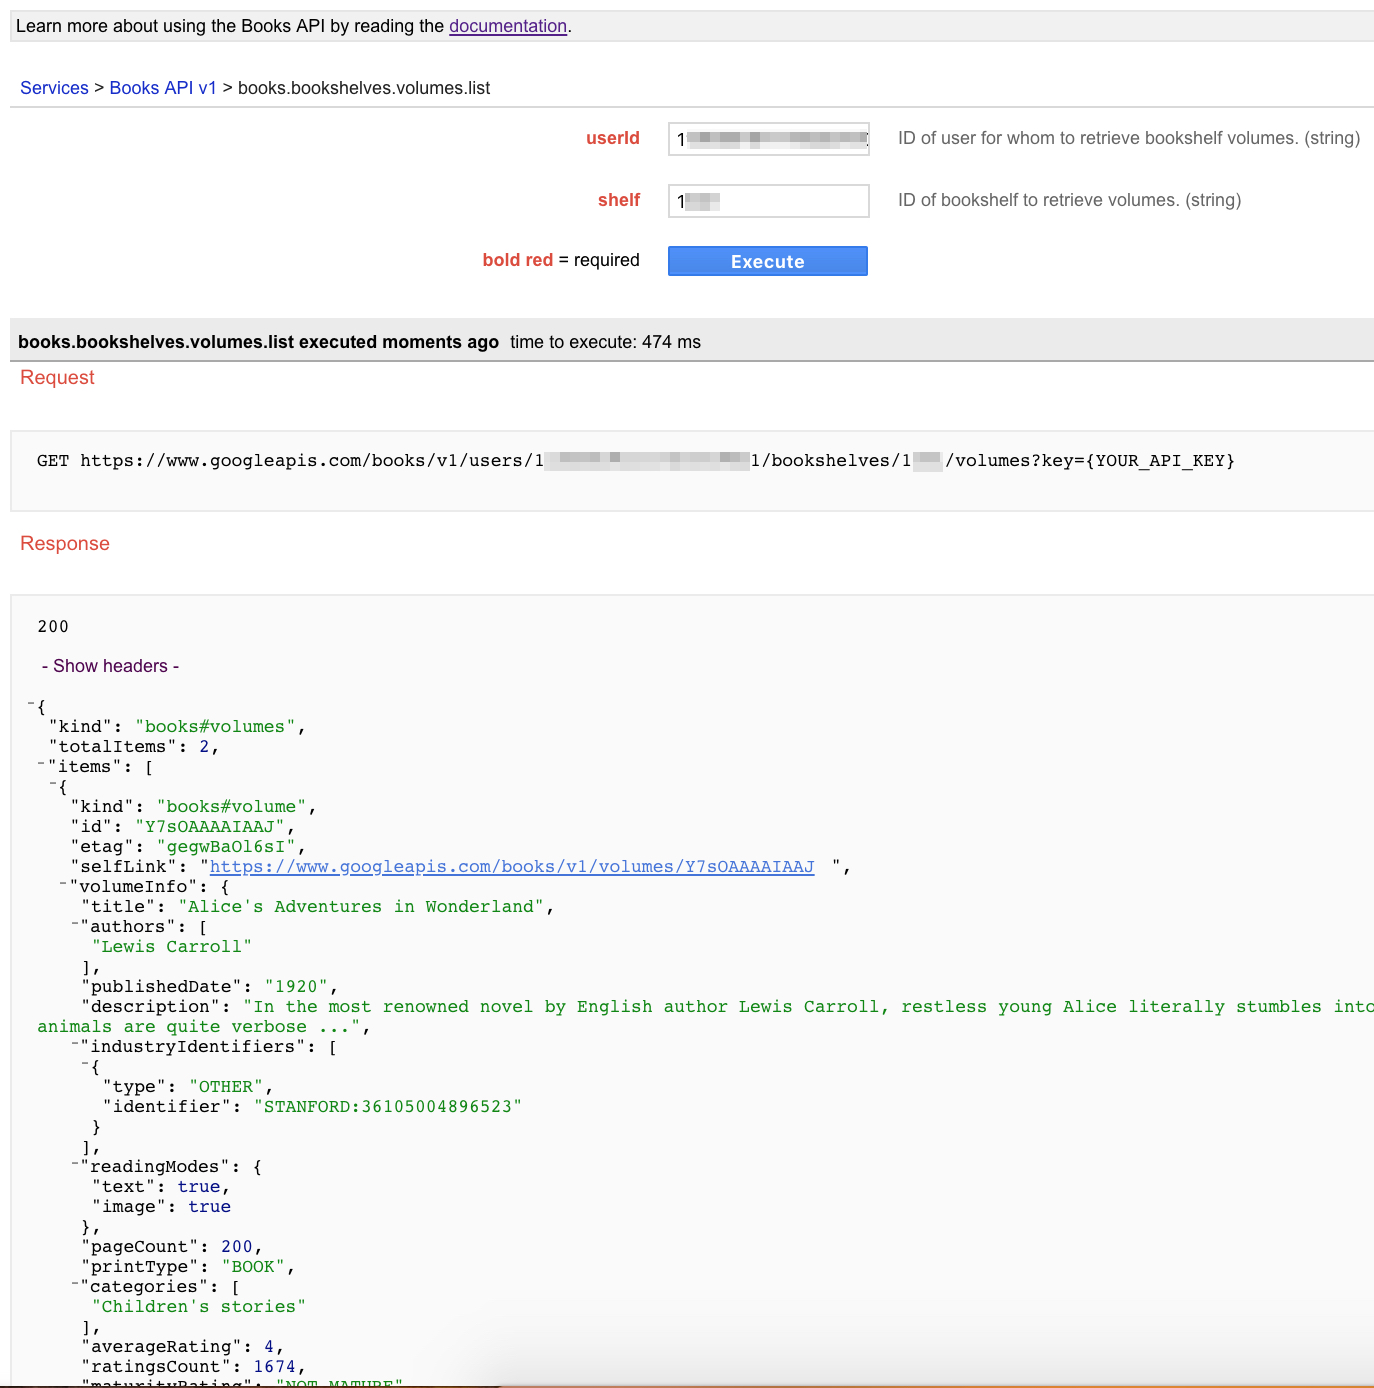 Learn more about using the Books API by reading the documentation.
Services > Books API v1 > books.bookshelves.volumes.list
userId 1 ID of user for whom to retrieve bookshelf volumes. (string)
shelf 1 ID of bookshelf to retrieve volumes. (string)
bold red = required Execute
books.bookshelves.volumes.list executed moments ago time to execute: 474 ms
Request
GET https://www.googleapis.com/books/v1/users/1 1/bookshelves/1 /volumes?key={YOUR_API_KEY}
Response
200
- Show headers -
-{
"kind": "books#volumes",
"totalItems": 2,
-"items": [
-{
"kind": "books#volume",
"id": "Y7sOAAAAIAAJ",
"etag": "gegwBaOl6sI",
"selfLink": "https://www.googleapis.com/books/v1/volumes/Y7sOAAAAIAAJ ",
-"volumeInfo": {
"title": "Alice's Adventures in Wonderland",
-"authors": [
"Lewis Carroll"
],
"publishedDate": "1920",
"description": "In the most renowned novel by English author Lewis Carroll, restless young Alice literally stumbles into
animals are quite verbose ...",
-"industryIdentifiers": [
-{
"type": "OTHER",
"identifier": "STANFORD:36105004896523"
}
],
-"readingModes": {
"text": true,
"image": true
},
"pageCount": 200,
"printType": "BOOK",
-"categories": [
"Children's stories"
],
"averageRating": 4,
"ratingsCount": 1674,
"maturityRating": "NOT_MATURE"